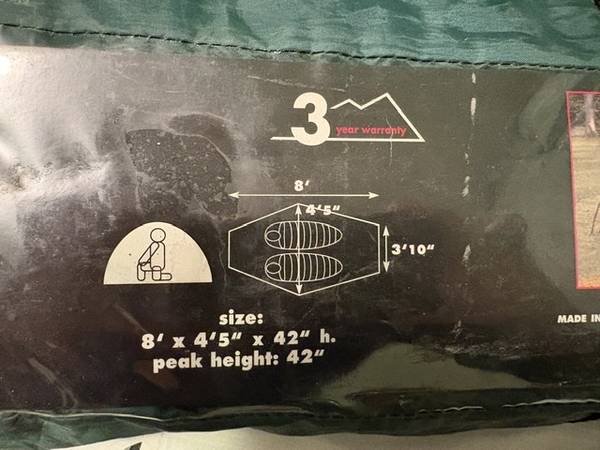 3
year warranty
8'
4'5"
3'10"
size:
8' x 4'5" x 42" h.
peak height: 42"
MADE IN